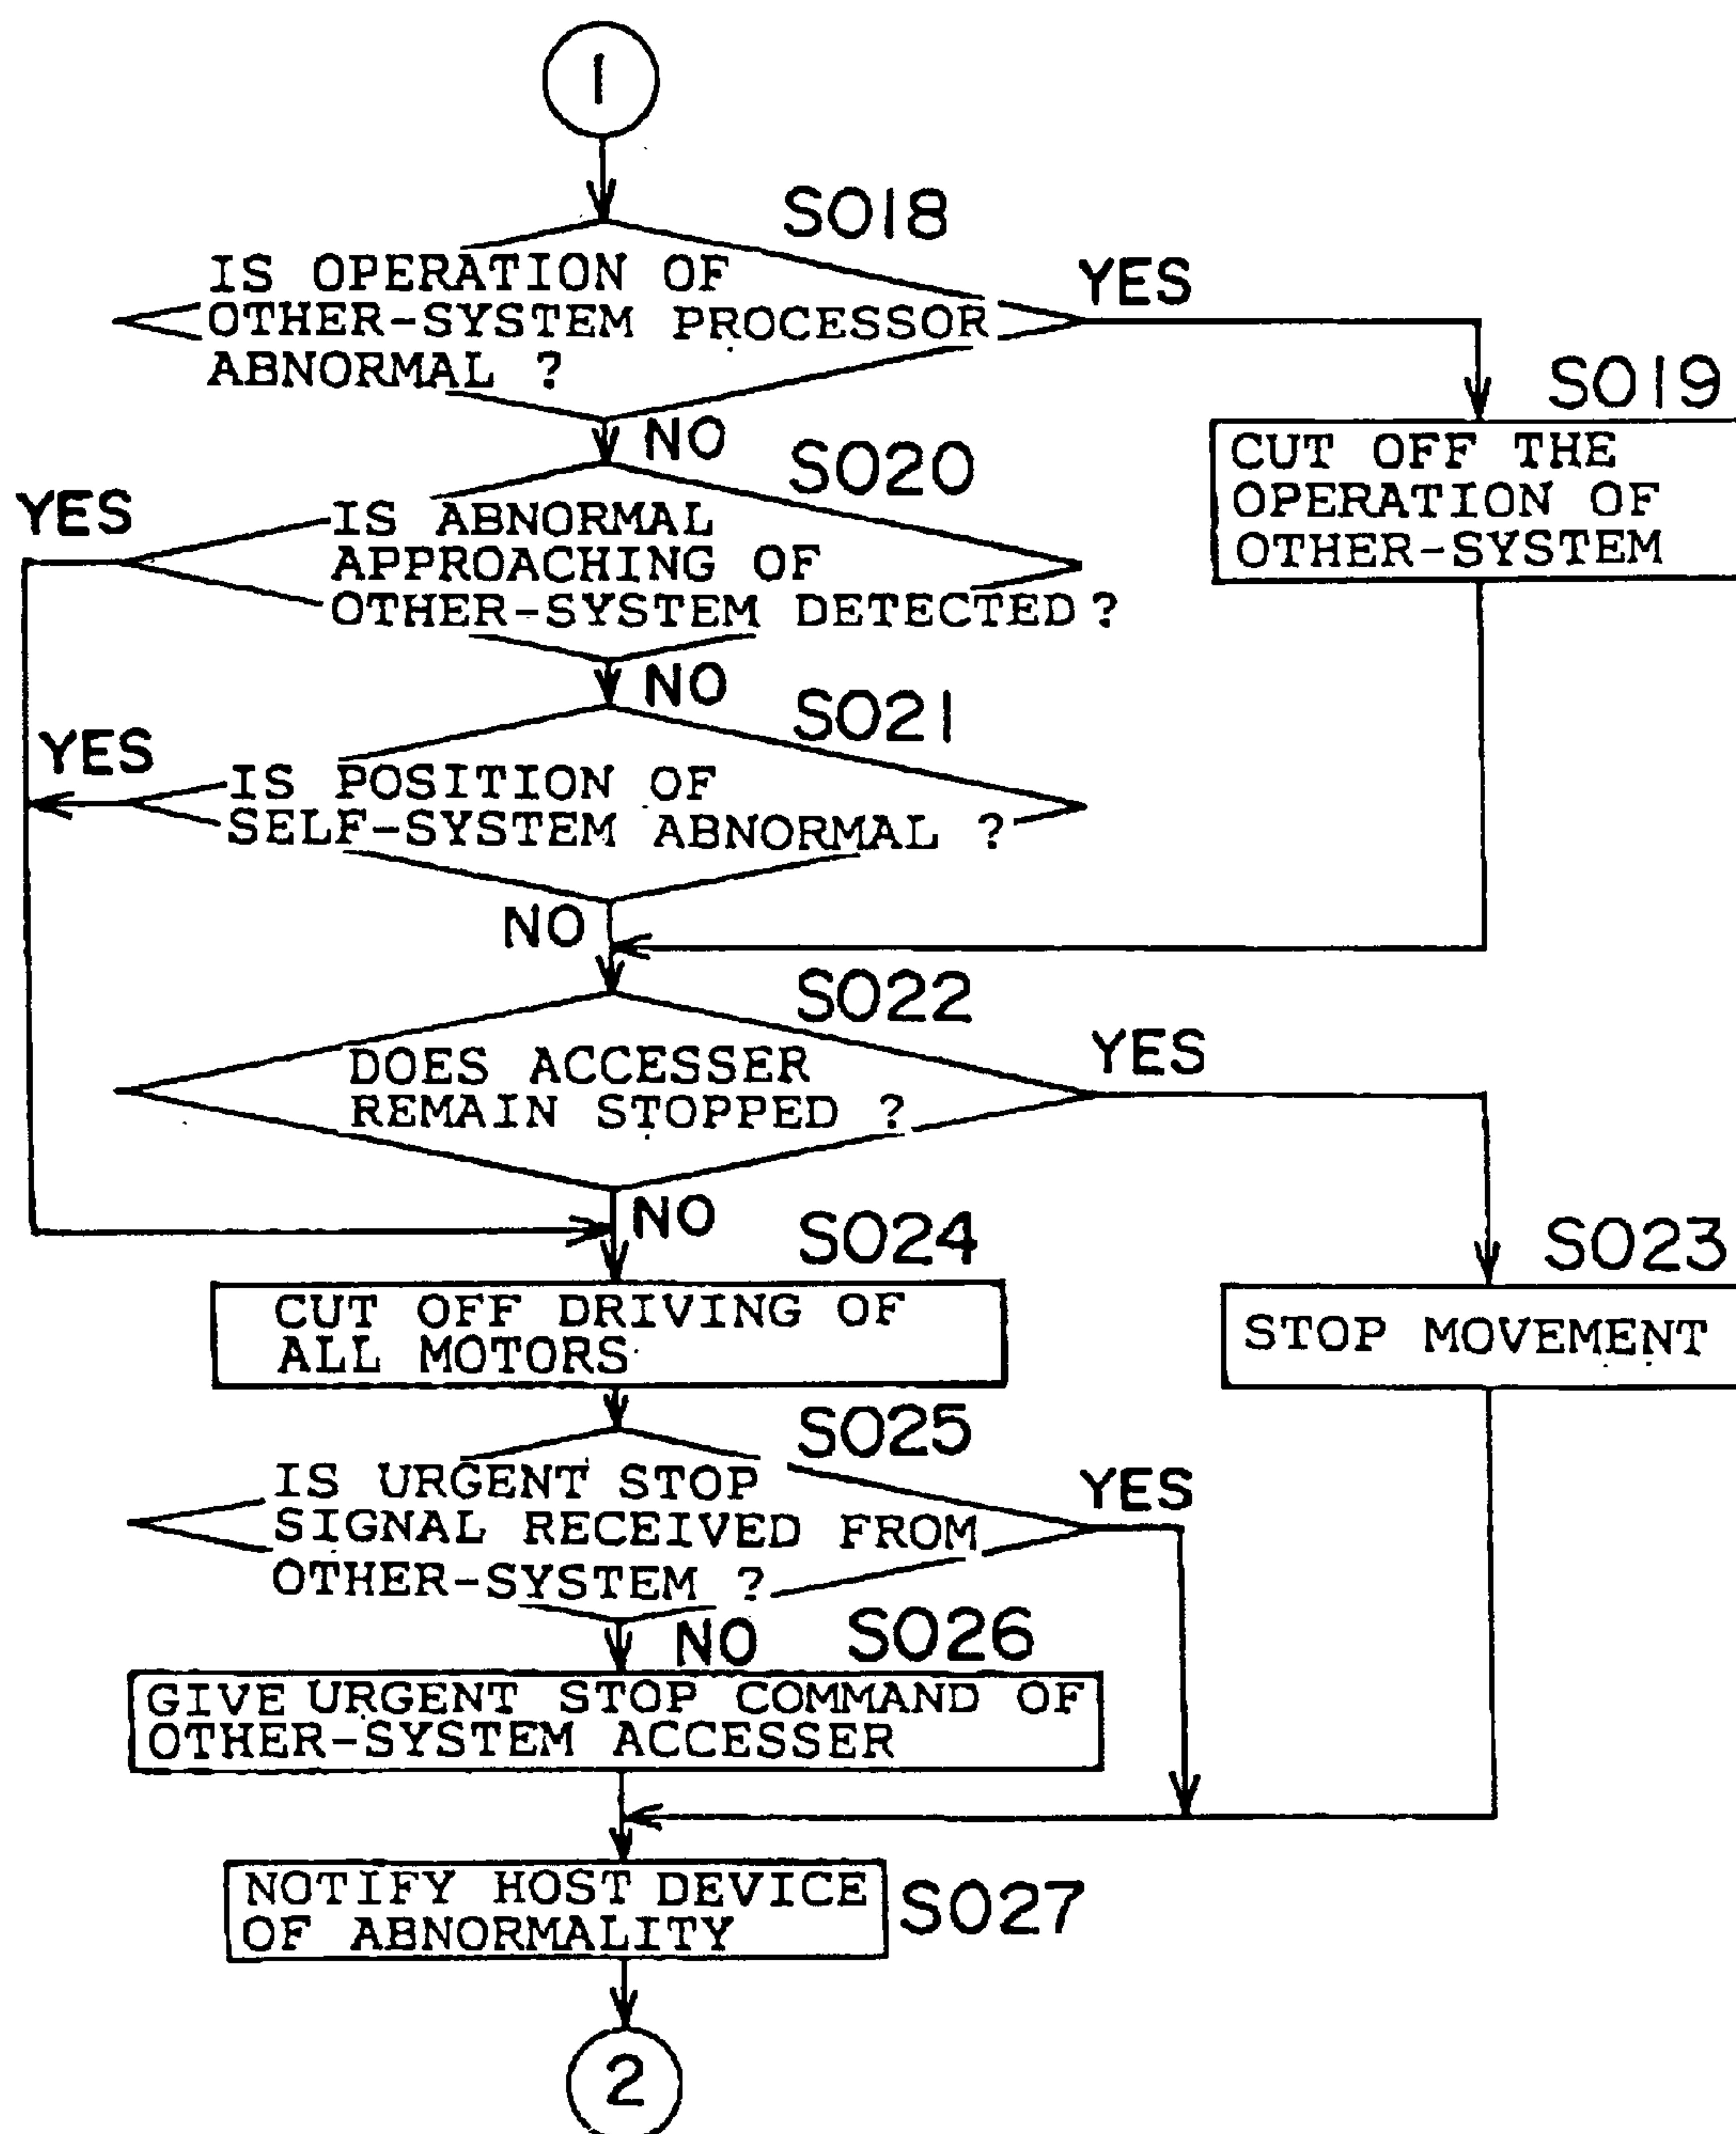 1
S018
IS OPERATION OF
OTHER-SYSTEM PROCESSOR
ABNORMAL ?
YES
NO
S019
CUT OFF THE
OPERATION OF
OTHER-SYSTEM
S020
YES
IS ABNORMAL
APPROACHING OF
OTHER-SYSTEM DETECTED ?
NO
S021
YES
IS POSITION OF
SELF-SYSTEM ABNORMAL ?
NO
S022
DOES ACCESSER
REMAIN STOPPED ?
YES
NO
S023
STOP MOVEMENT
S024
CUT OFF DRIVING OF
ALL MOTORS
S025
IS URGENT STOP
SIGNAL RECEIVED FROM
OTHER-SYSTEM ?
YES
NO
S026
GIVE URGENT STOP COMMAND OF
OTHER-SYSTEM ACCESSER
NOTIFY HOST DEVICE
OF ABNORMALITY
S027
2